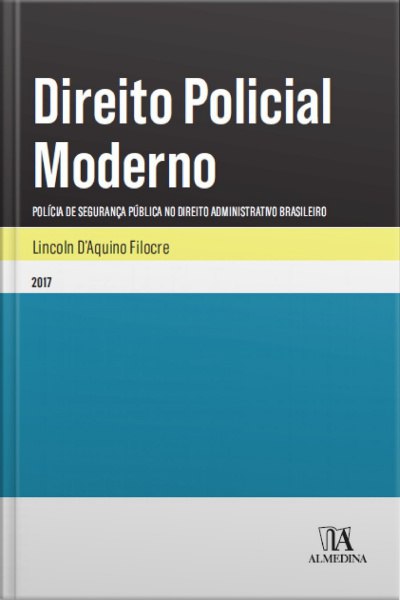 Direito Policial
Moderno
POLÍCIA DE SEGURANÇA PÚBLICA NO DIREITO ADMINISTRATIVO BRASILEIRO
Lincoln D'Aquino Filocre
2017
ALMEDINA